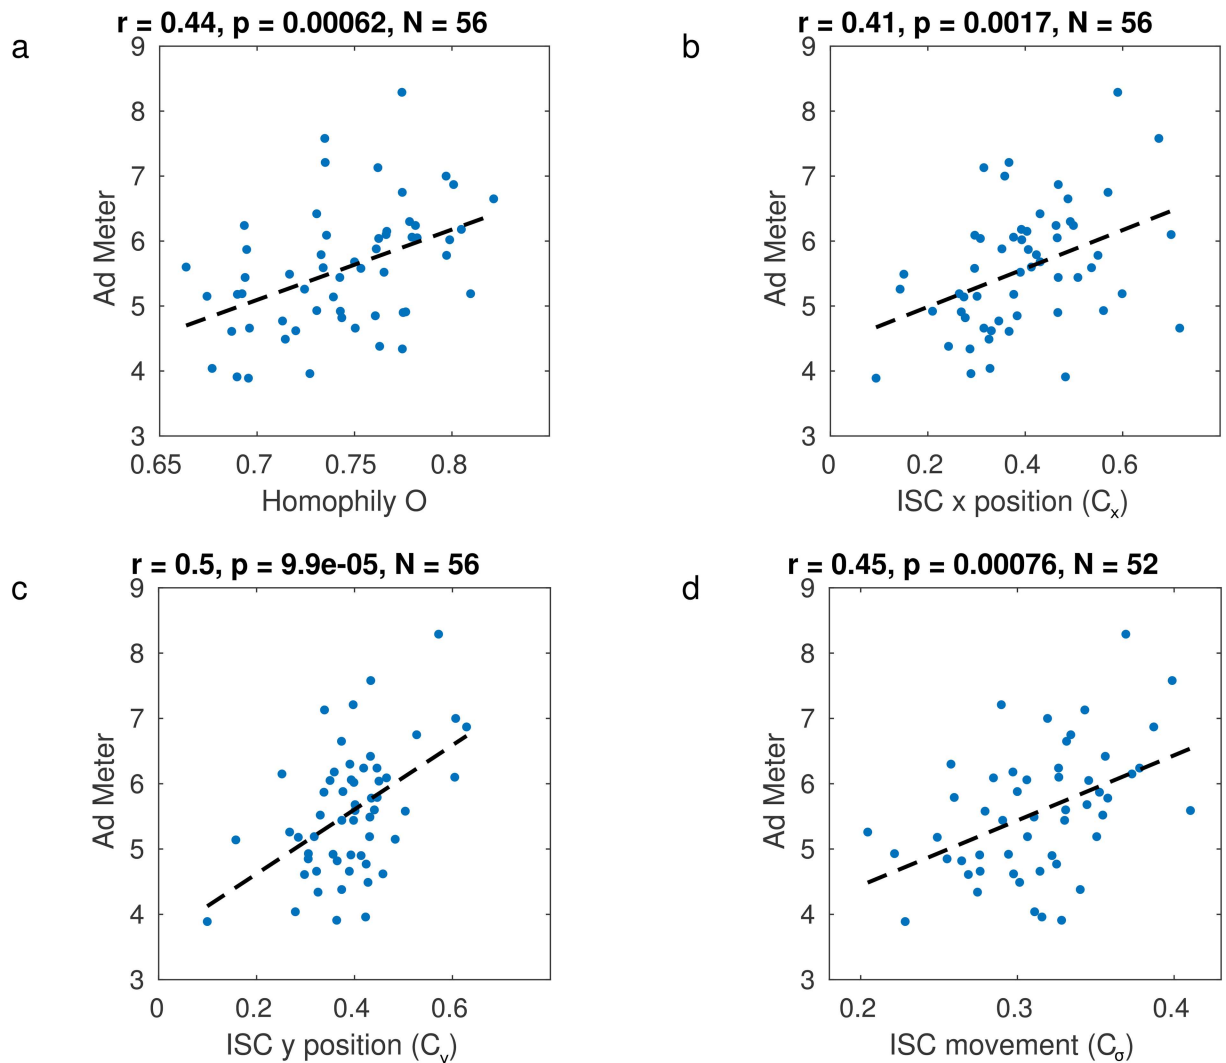 a
r = 0.44, p = 0.00062, N = 56
9
8
7
6
5
4
3
Ad Meter
0.65 0.7 0.75 0.8
Homophily O
b
r = 0.41, p = 0.0017, N = 56
9
8
7
6
5
4
3
Ad Meter
0 0.2 0.4 0.6
ISC x position (Cx)
c
r = 0.5, p = 9.9e-05, N = 56
9
8
7
6
5
4
3
Ad Meter
0 0.2 0.4 0.6
ISC y position (Cy)
d
r = 0.45, p = 0.00076, N = 52
9
8
7
6
5
4
3
Ad Meter
0.2 0.3 0.4
ISC movement (Cσ)